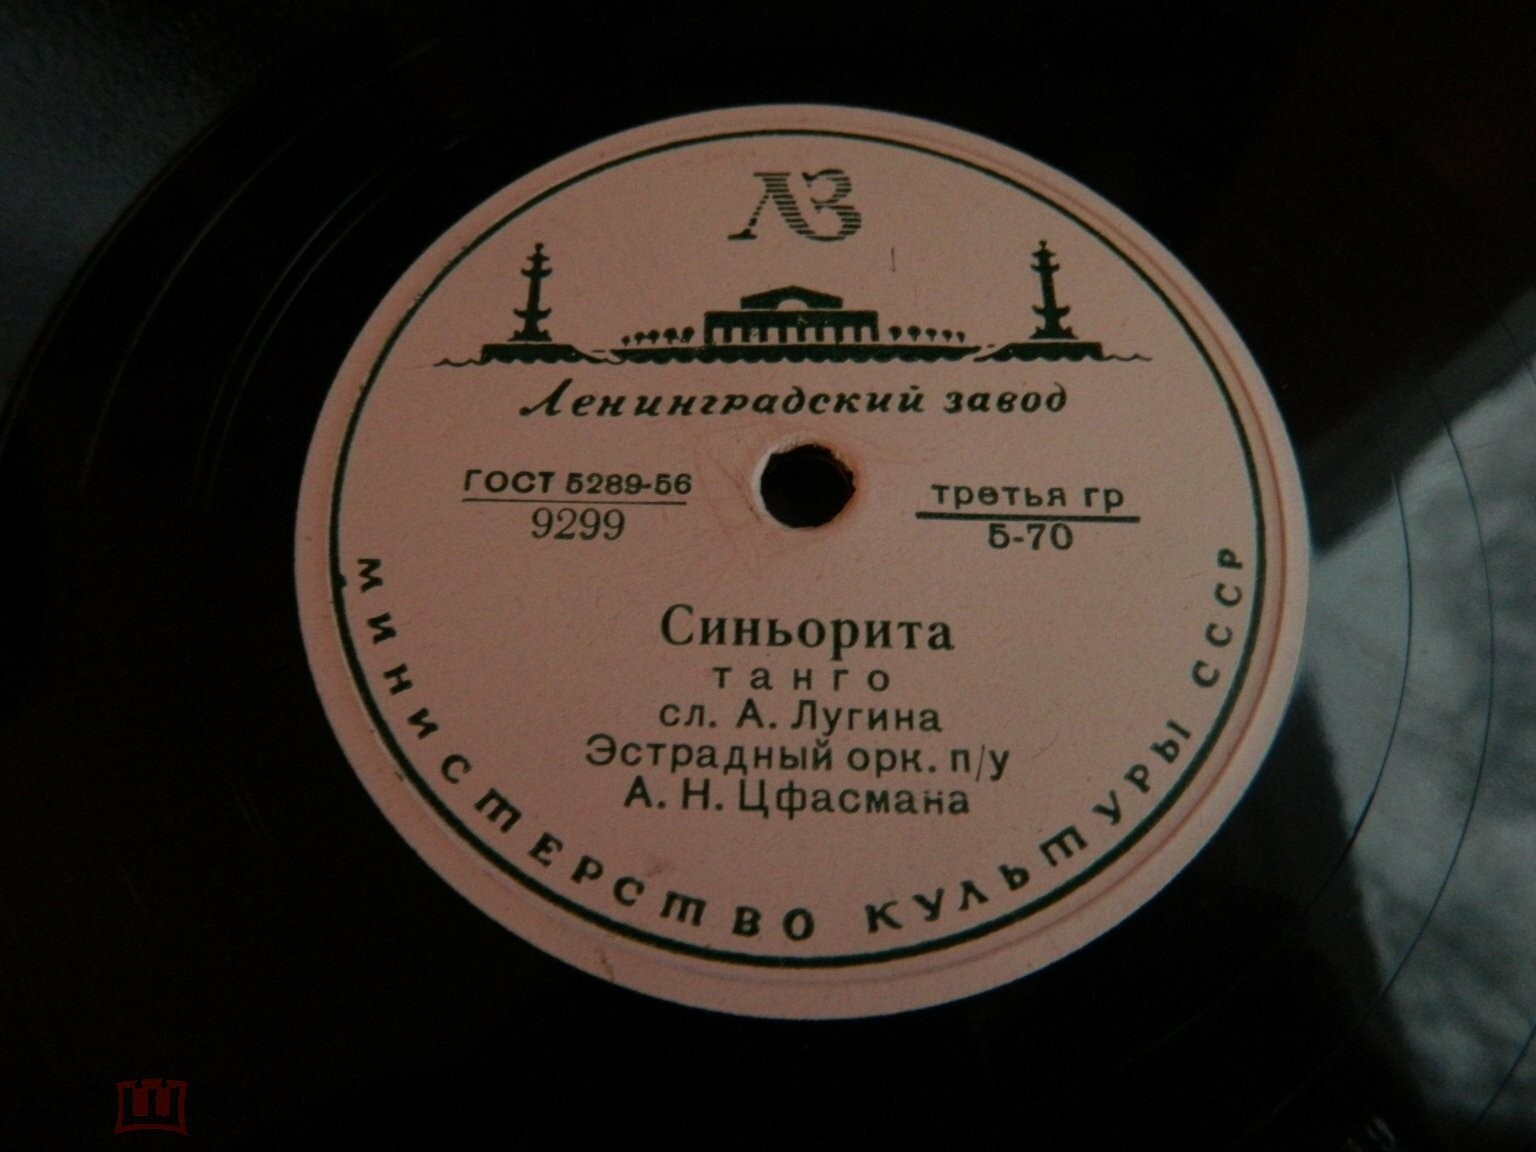 ЛЗ
Ленинградский завод
ГОСТ 5289-56
9299
третья гр
5-70
Синьорита
танго
сл. А. Лугина
Эстрадный орк. п/у
А. Н. Цфасмана
МИНИСТЕРСТВО КУЛЬТУРЫ СССР